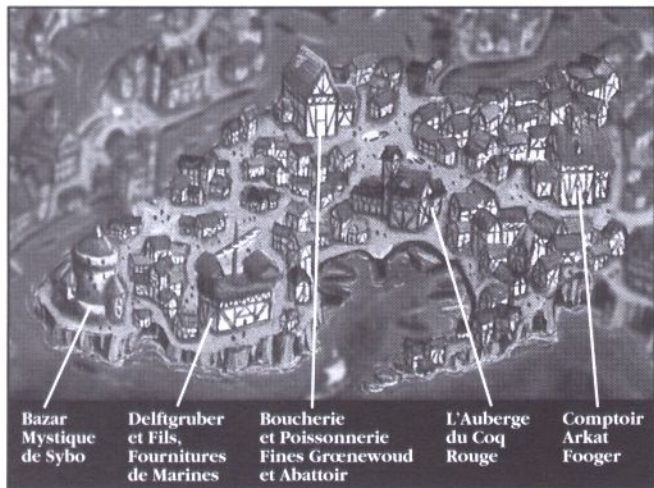 Bazar
Mystique
de Sybo
Delftgruber
et Fils,
Fournitures
de Marines
Boucherie
et Poissonnerie
Fines Grœnewoud
et Abattoir
L'Auberge
du Coq
Rouge
Comptoir
Arkat
Fooger